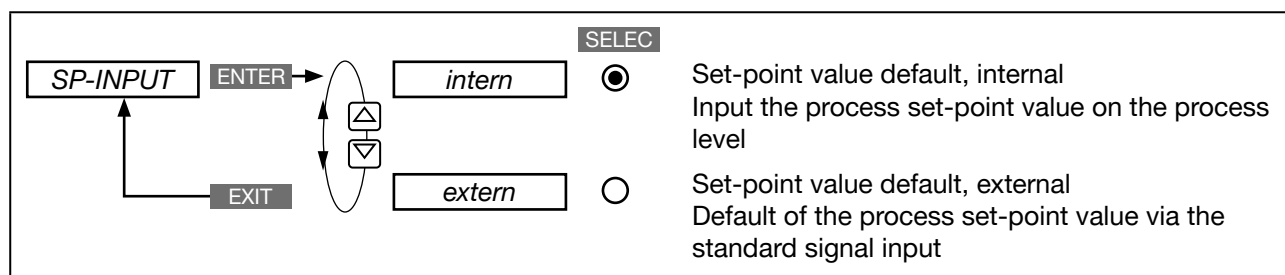 SELEC
SP-INPUT ENTER intern Set-point value default, internal
Input the process set-point value on the process
level
EXIT extern Set-point value default, external
Default of the process set-point value via the
standard signal input